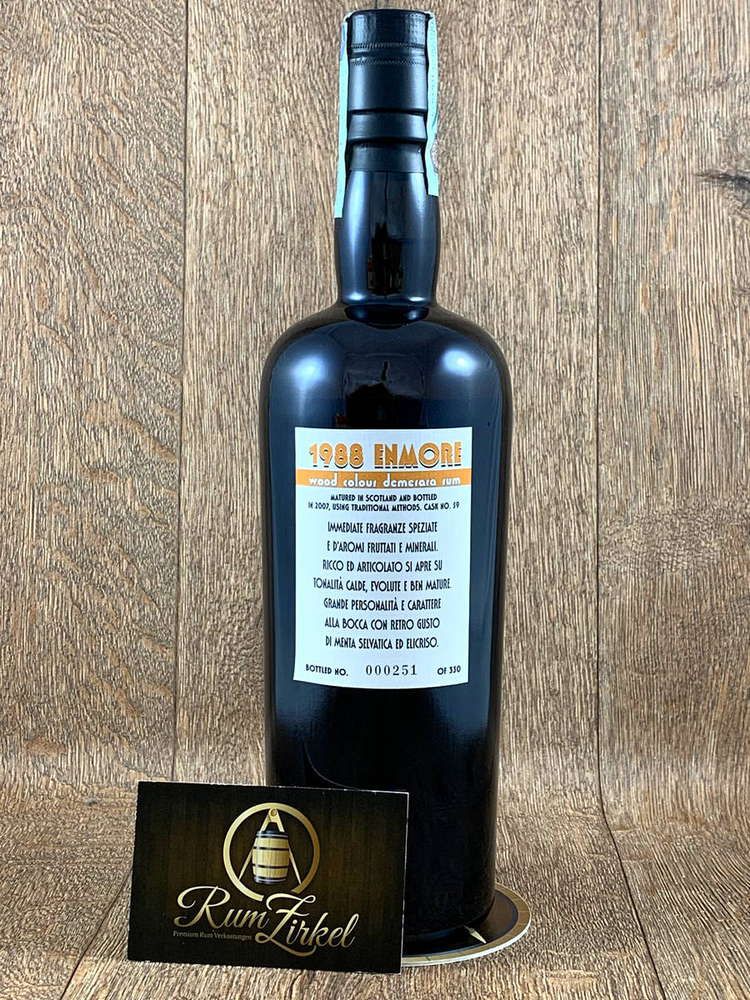 1988 ENMORE
wood colour demerara rum
MATURED IN SCOTLAND AND BOTTLED
IN 2007, USING TRADITIONAL METHODS. CASK NO. 59
IMMEDIATE FRAGRANZE SPEZIATE
E D'AROMI FRUTTATI E MINERALI.
RICCO ED ARTICOLATO SI APRE SU
TONALITÀ CALDE, EVOLUTE E BEN MATURE.
GRANDE PERSONALITÀ E CARATTERE
ALLA BOCCA CON RETRO GUSTO
DI MENTA SELVATICA ED ELICRISO.
BOTTLED NO. 000251 OF 330
Rum Zirkel
Premium Rum Verkostungen